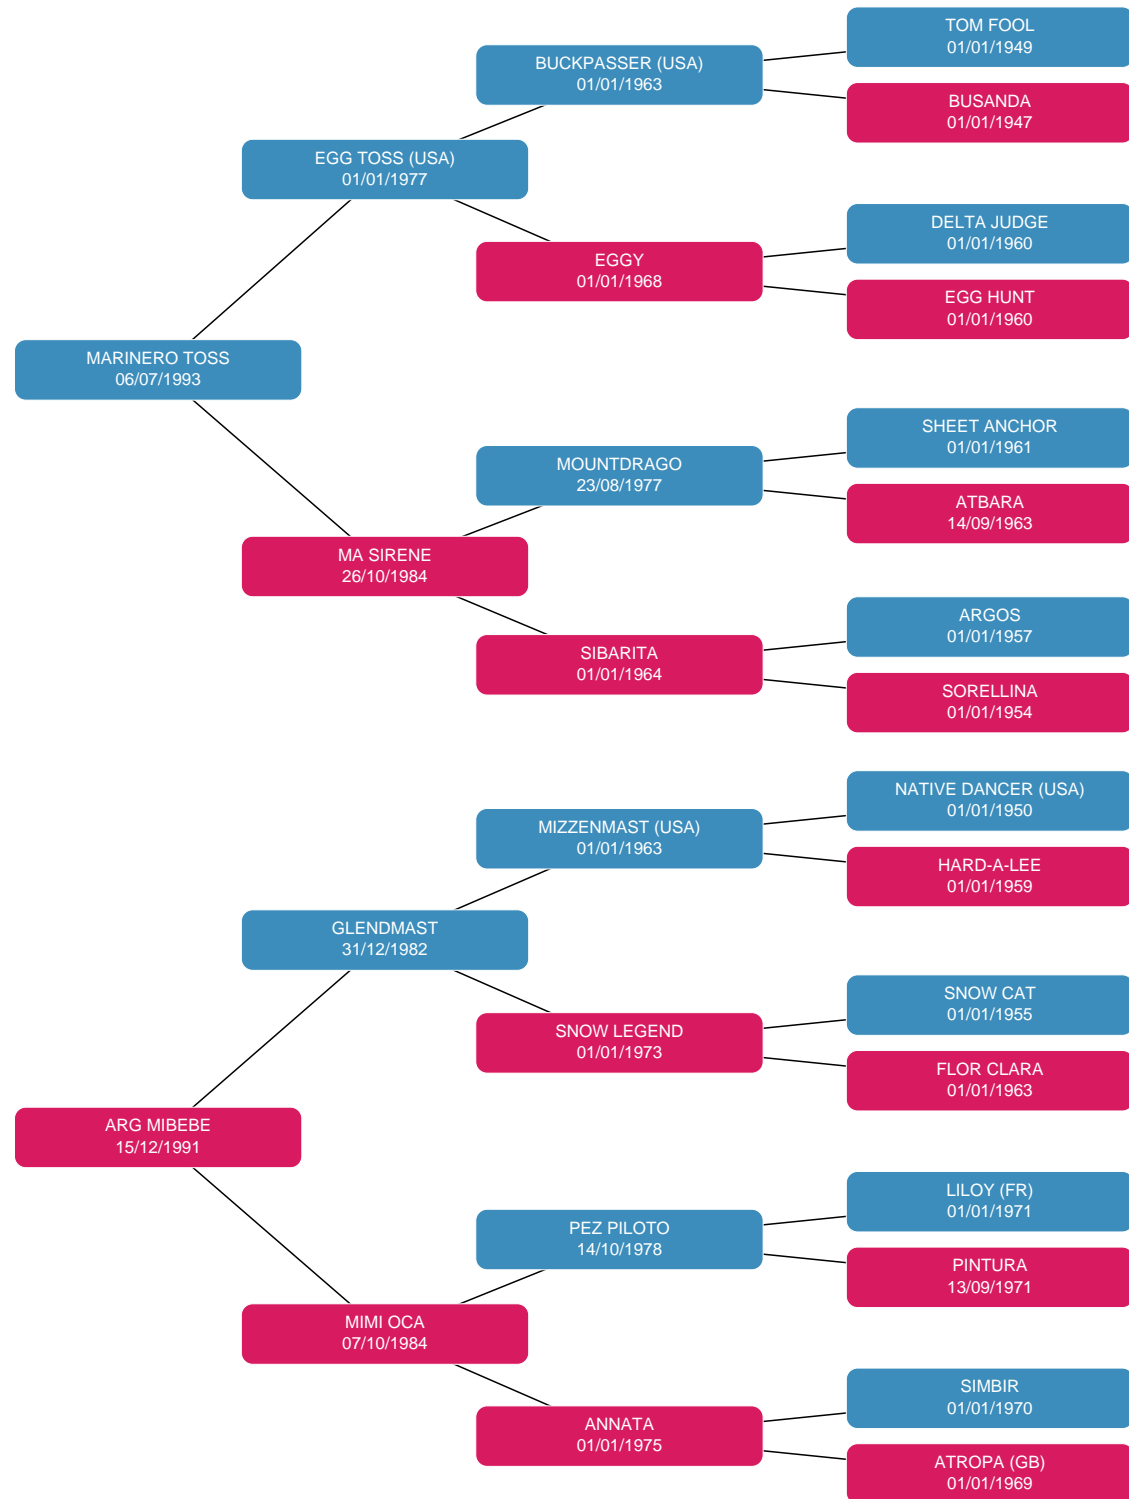 TOM FOOL
01/01/1949
BUCKPASSER (USA)
01/01/1963
BUSANDA
01/01/1947
EGG TOSS (USA)
01/01/1977
DELTA JUDGE
01/01/1960
EGGY
01/01/1968
EGG HUNT
01/01/1960
MARINERO TOSS
06/07/1993
SHEET ANCHOR
01/01/1961
MOUNTDRAGO
23/08/1977
ATBARA
14/09/1963
MA SIRENE
26/10/1984
ARGOS
01/01/1957
SIBARITA
01/01/1964
SORELLINA
01/01/1954
NATIVE DANCER (USA)
01/01/1950
MIZZENMAST (USA)
01/01/1963
HARD-A-LEE
01/01/1959
GLENDMAST
31/12/1982
SNOW CAT
01/01/1955
SNOW LEGEND
01/01/1973
FLOR CLARA
01/01/1963
ARG MIBEBE
15/12/1991
LILOY (FR)
01/01/1971
PEZ PILOTO
14/10/1978
PINTURA
13/09/1971
MIMI OCA
07/10/1984
SIMBIR
01/01/1970
ANNATA
01/01/1975
ATROPA (GB)
01/01/1969